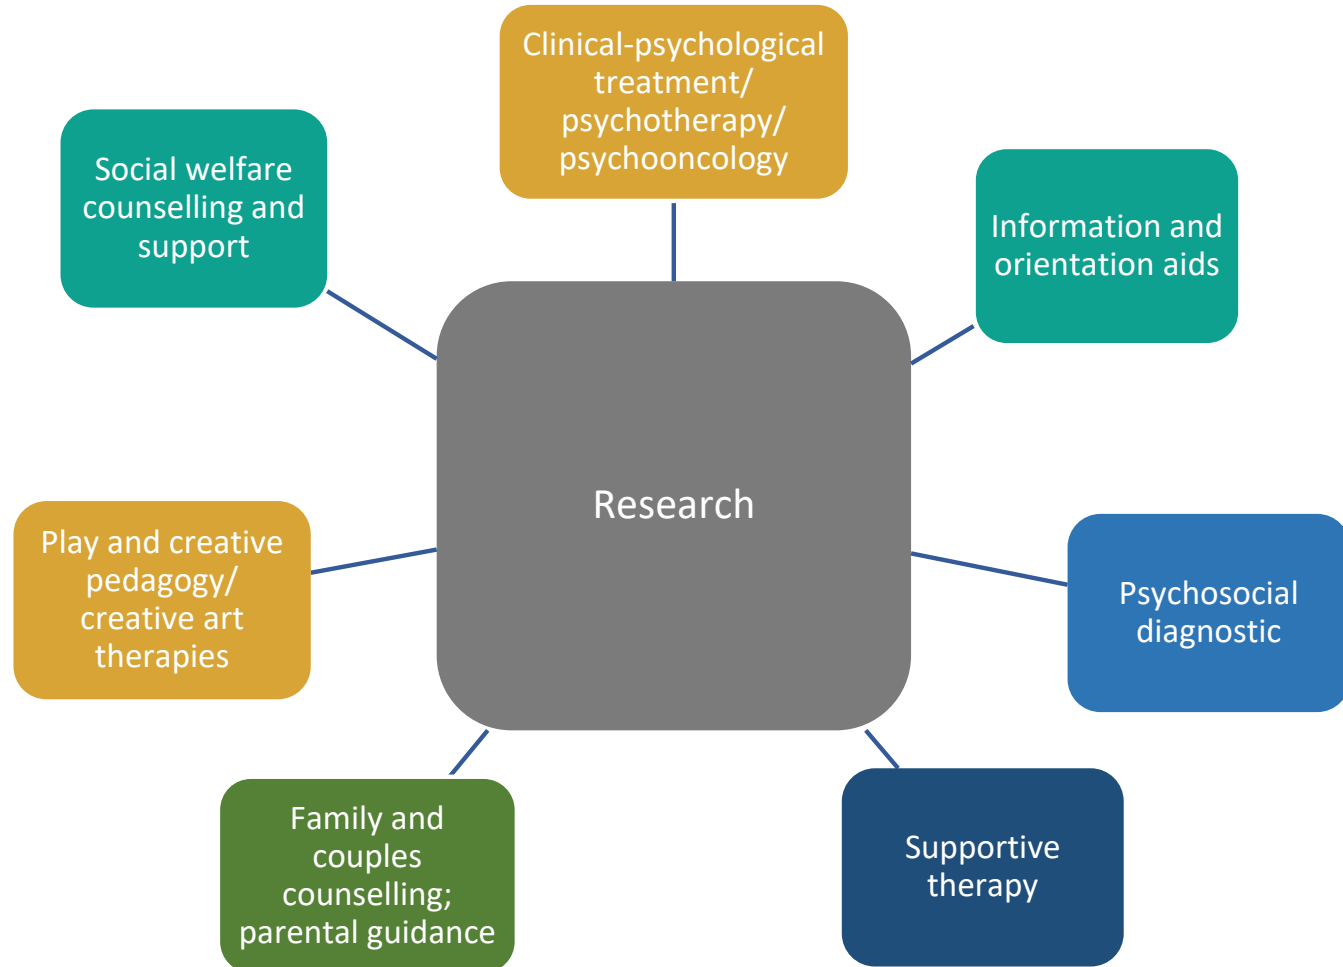 Clinical-psychological
treatment/
psychotherapy/
psychooncology
Social welfare
counselling and
support
Information and
orientation aids
Research
Play and creative
pedagogy/
creative art
therapies
Psychosocial
diagnostic
Family and
couples
counselling;
parental guidance
Supportive
therapy